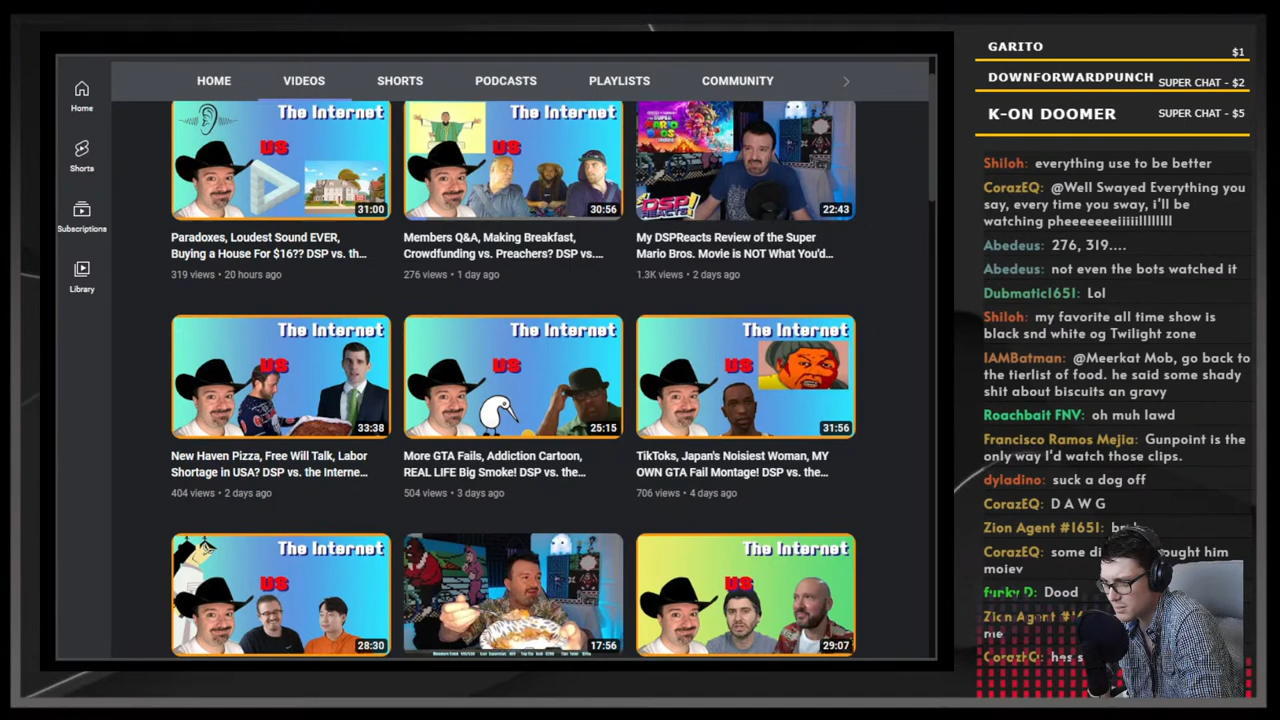 HOME VIDEOS SHORTS PODCASTS PLAYLISTS COMMUNITY
Home
Shorts
Subscriptions
Library
The Internet
US
31:00
Paradoxes, Loudest Sound EVER,
Buying a House For $16?? DSP vs. th...
319 views • 20 hours ago
The Internet
US
30:56
Members Q&A, Making Breakfast,
Crowdfunding vs. Preachers? DSP vs....
276 views • 1 day ago
SUPER MARIO BROS.
DSP REACTS!
22:43
My DSPReacts Review of the Super
Mario Bros. Movie is NOT What You'd...
1.3K views • 2 days ago
The Internet
US
33:38
New Haven Pizza, Free Will Talk, Labor
Shortage in USA? DSP vs. the Interne...
404 views • 2 days ago
The Internet
US
25:15
More GTA Fails, Addiction Cartoon,
REAL LIFE Big Smoke! DSP vs. the...
504 views • 3 days ago
The Internet
US
31:56
TikToks, Japan's Noisiest Woman, MY
OWN GTA Fail Montage! DSP vs. the...
706 views • 4 days ago
The Internet
US
28:30
17:56
The Internet
US
29:07
GARITO $1
DOWNFORWARDPUNCH SUPER CHAT - $2
K-ON DOOMER SUPER CHAT - $5
Shiloh: everything use to be better
CorazEQ: @Well Swayed Everything you
say, every time you sway, i'll be
watching pheeeeeeiiiiilllllllll
Abedeus: 276, 319....
Abedeus: not even the bots watched it
Dubmatic1651: Lol
Shiloh: my favorite all time show is
black snd white og Twilight zone
IAMBatman: @Meerkat Mob, go back to
the tierlist of food. he said some shady
shit about biscuits an gravy
Roachbait FNV: oh muh lawd
Francisco Ramos Mejia: Gunpoint is the
only way I'd watch those clips.
dyladino: suck a dog off
CorazEQ: D A W G
Zion Agent #1651:
CorazEQ: some
moiev
funky D: Dood
Zion Agent
me
CorazEQ: hes